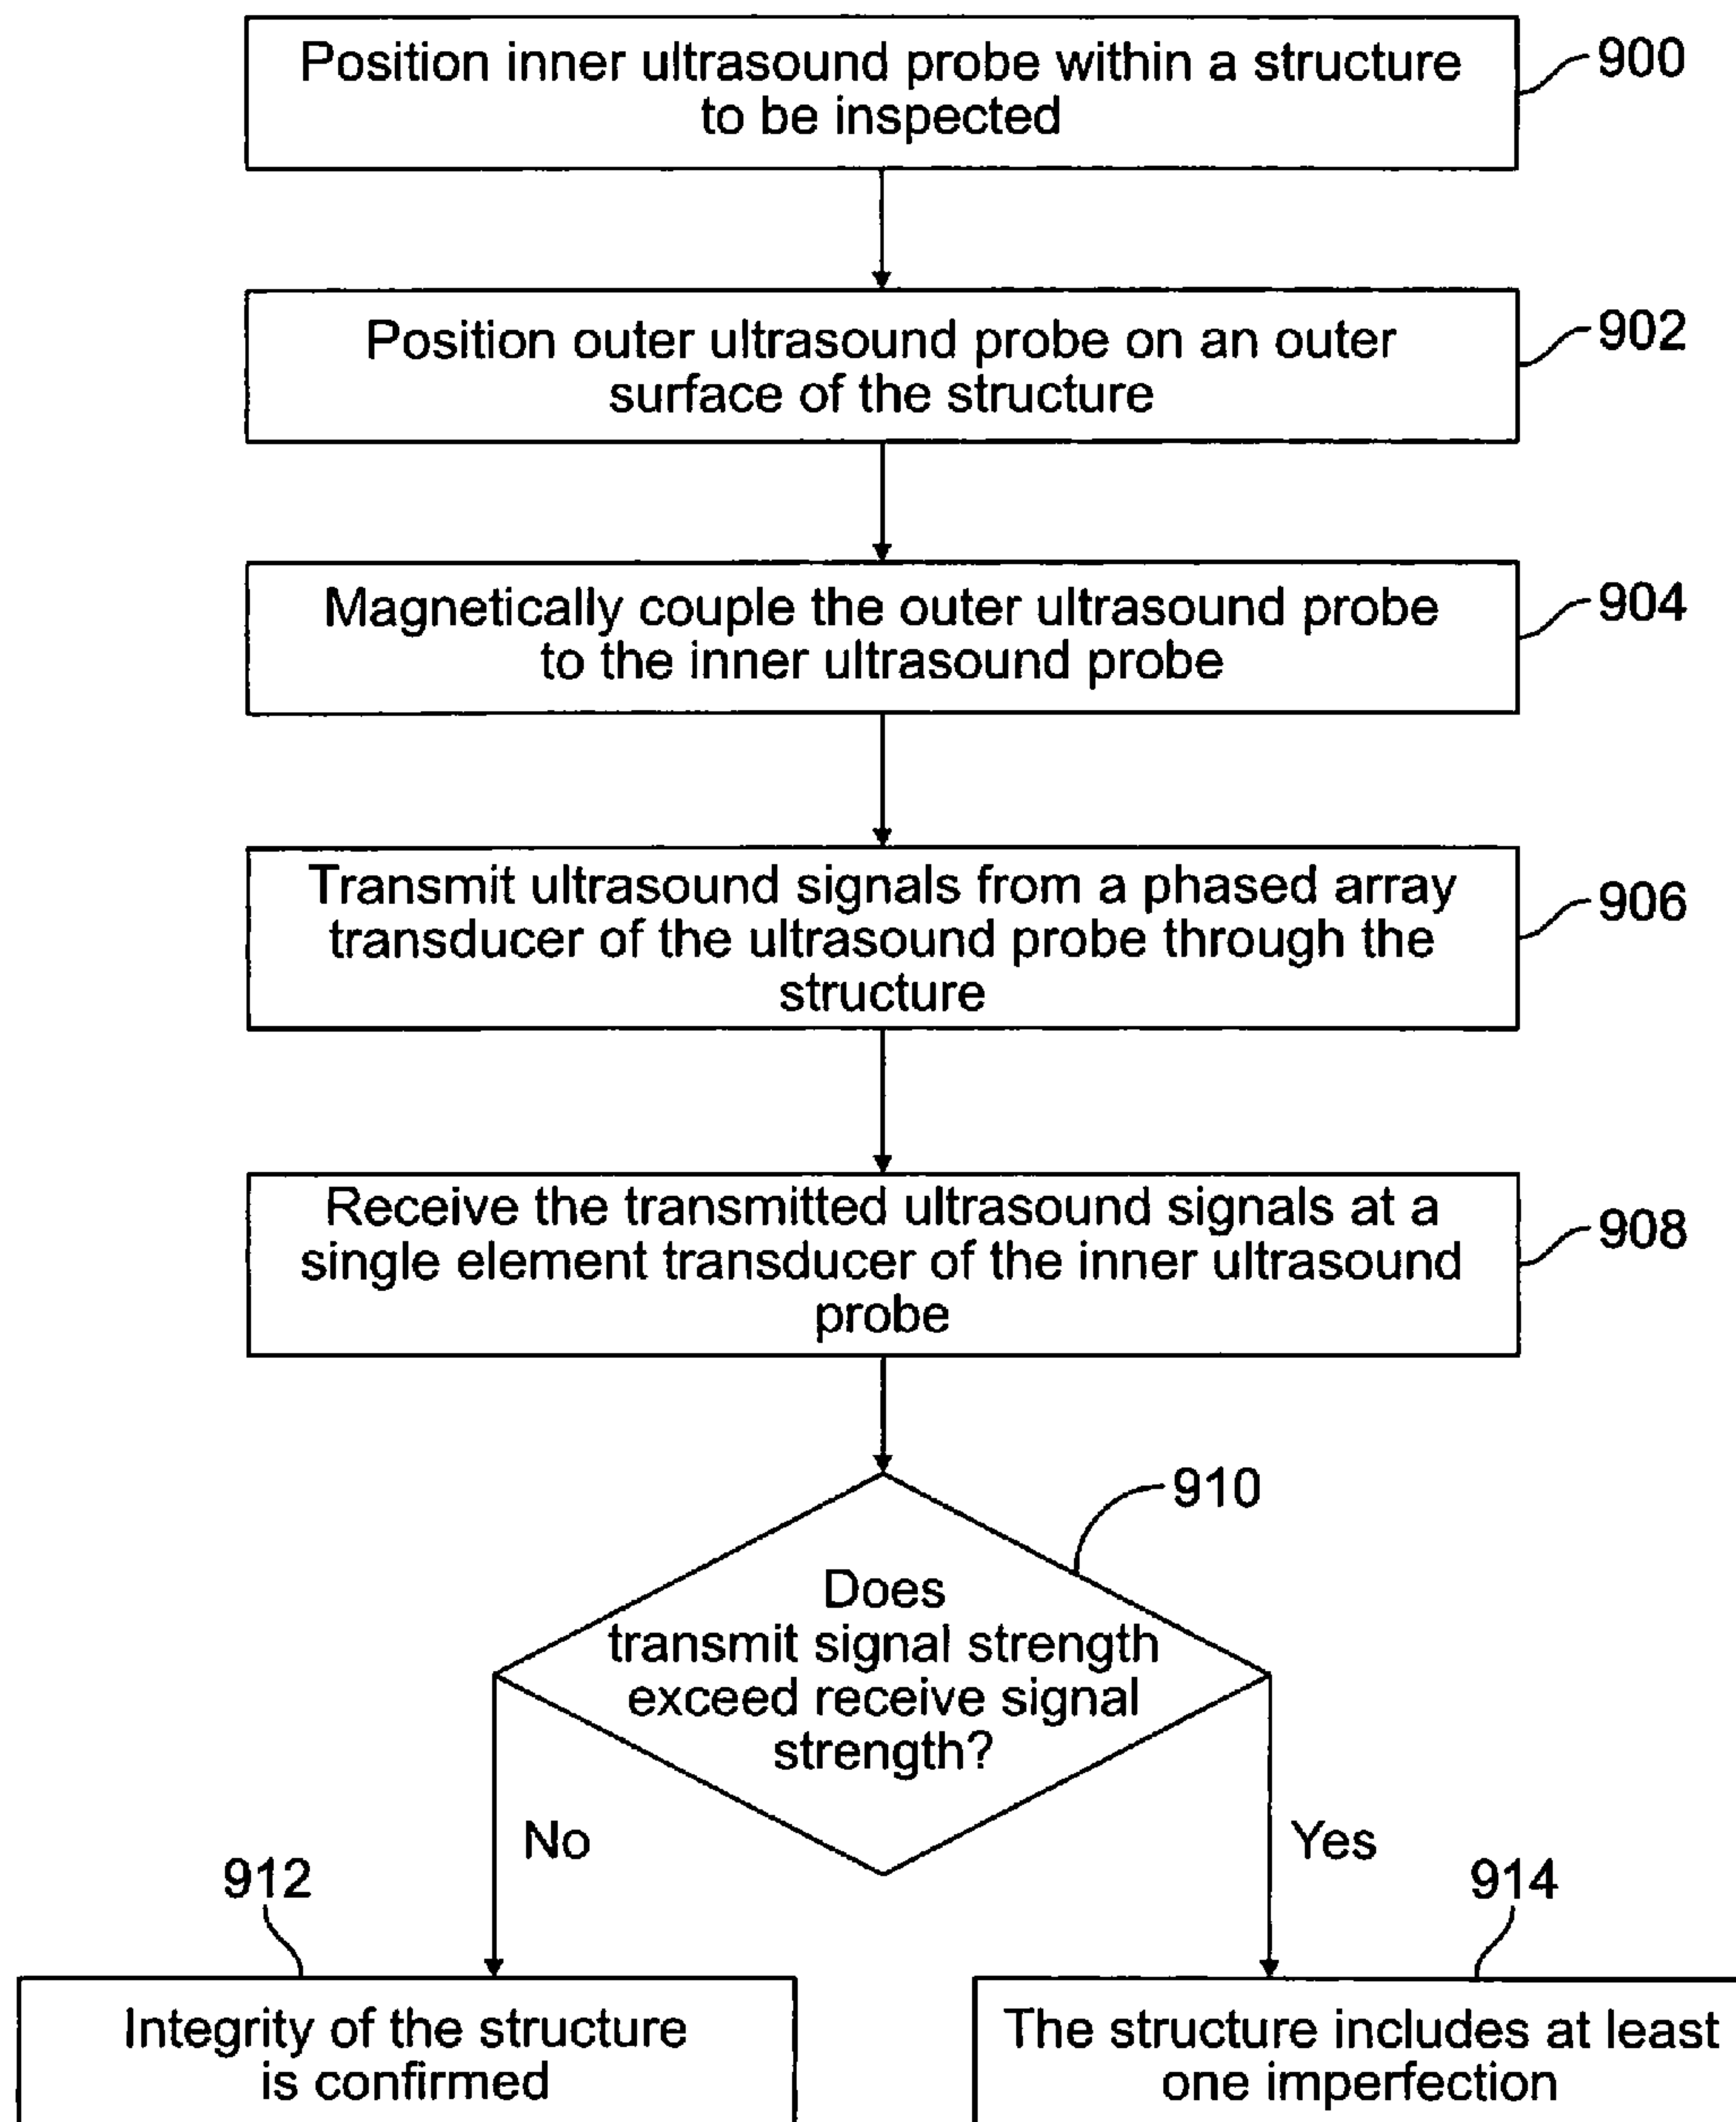 Position inner ultrasound probe within a structure
to be inspected
900
Position outer ultrasound probe on an outer
surface of the structure
902
Magnetically couple the outer ultrasound probe
to the inner ultrasound probe
904
Transmit ultrasound signals from a phased array
transducer of the ultrasound probe through the
structure
906
Receive the transmitted ultrasound signals at a
single element transducer of the inner ultrasound
probe
908
910
Does
transmit signal strength
exceed receive signal
strength?
No
Yes
912
914
Integrity of the structure
is confirmed
The structure includes at least
one imperfection